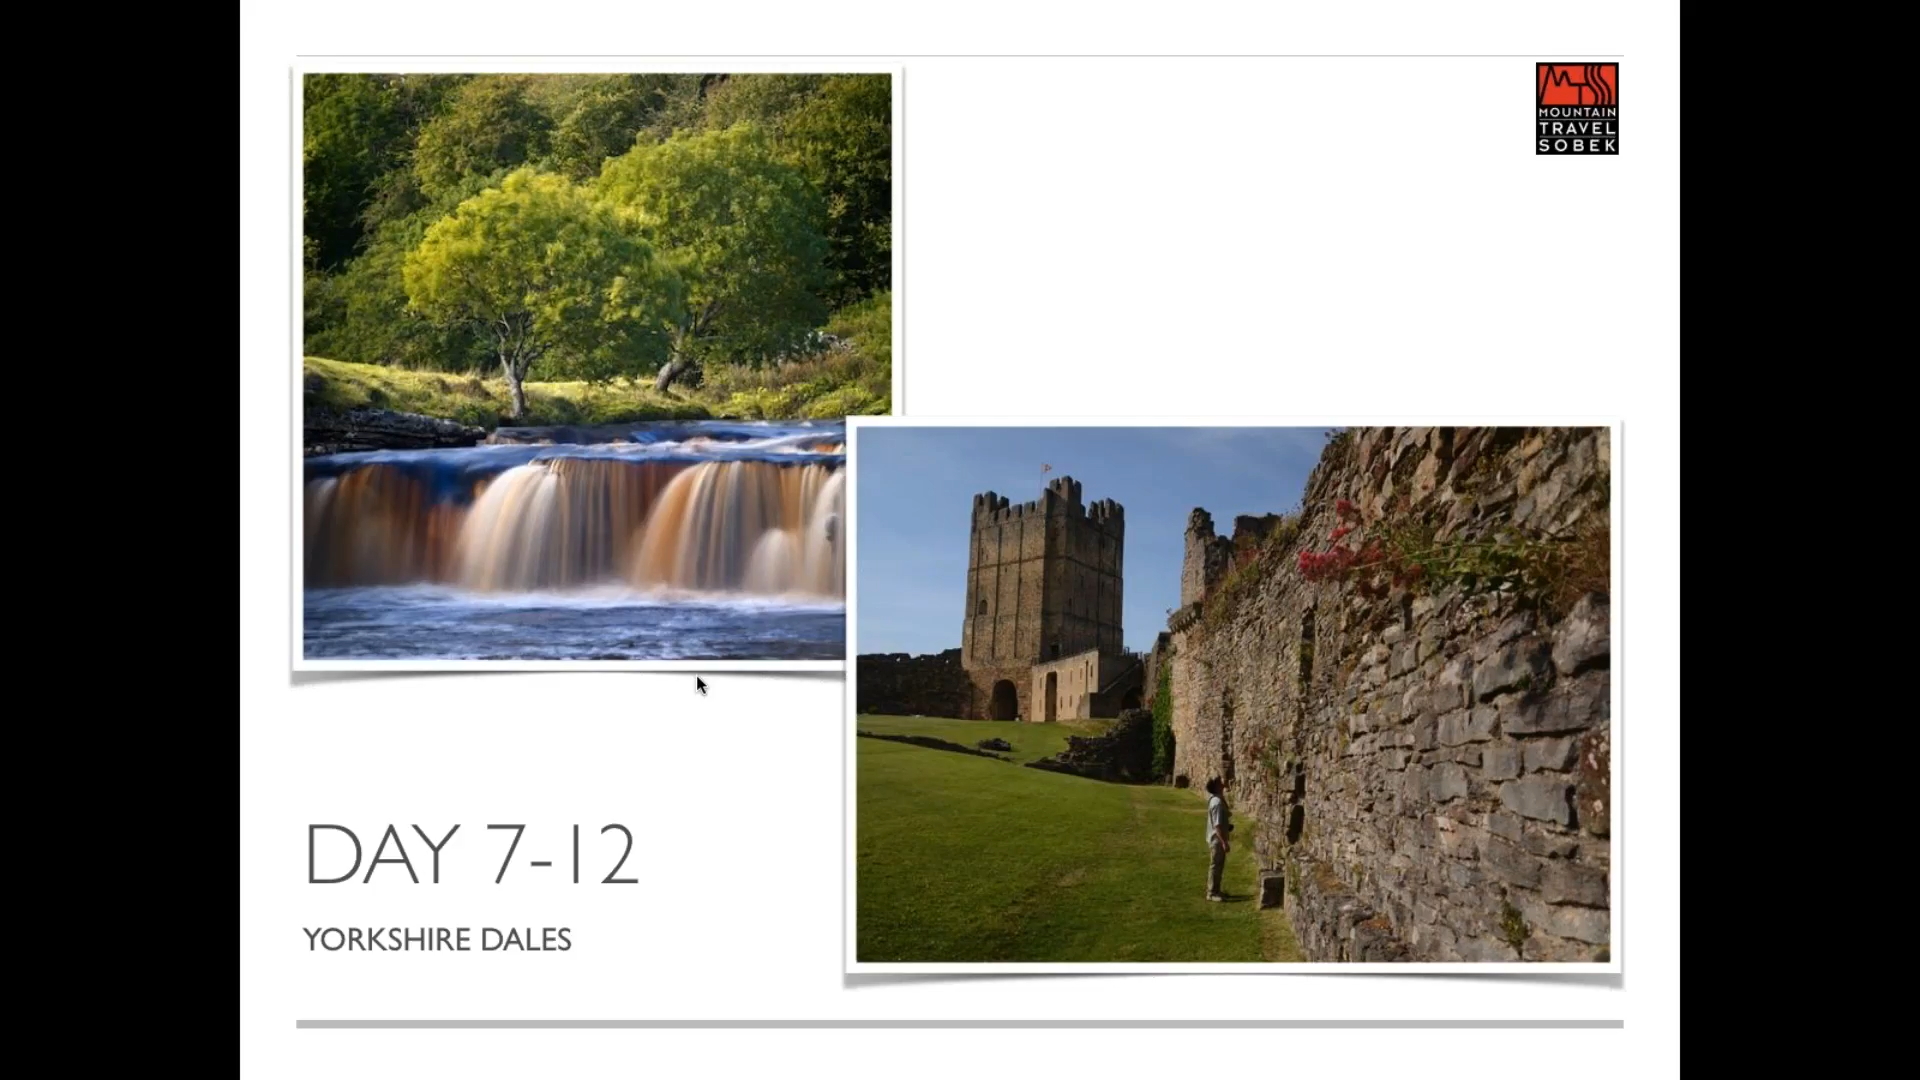 MOUNTAIN
TRAVEL
SOBEK
DAY 7-12
YORKSHIRE DALES